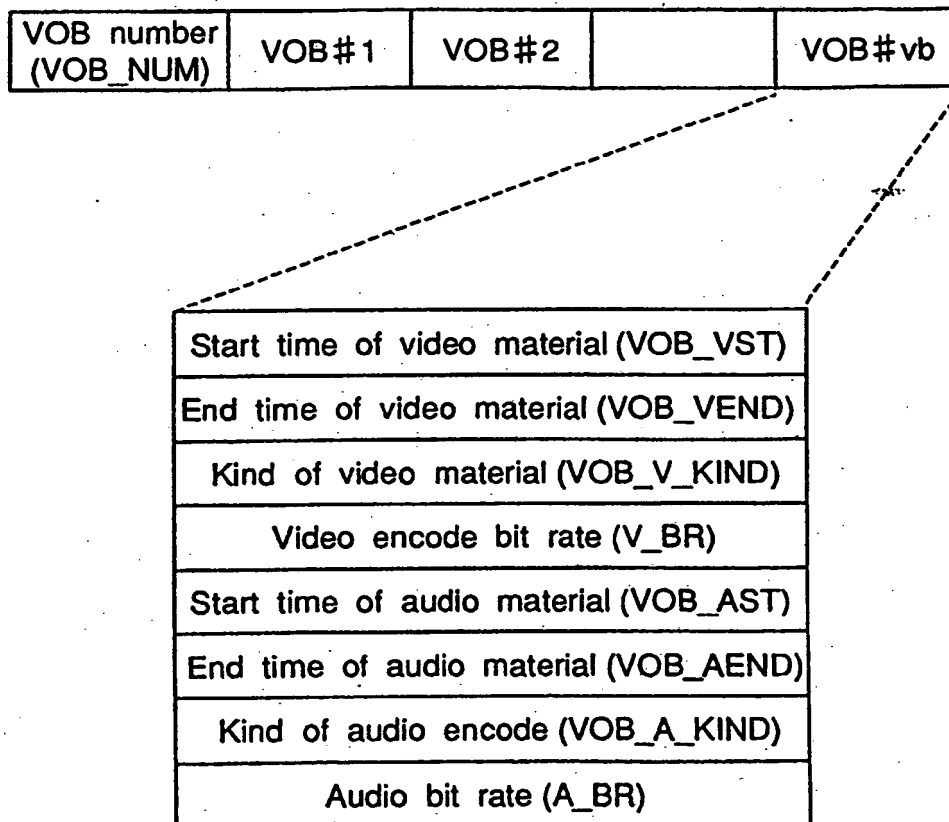 VOB number
(VOB_NUM)
VOB#1
VOB#2
VOB#vb
Start time of video material (VOB_VST)
End time of video material (VOB_VEND)
Kind of video material (VOB_V_KIND)
Video encode bit rate (V_BR)
Start time of audio material (VOB_AST)
End time of audio material (VOB_AEND)
Kind of audio encode (VOB_A_KIND)
Audio bit rate (A_BR)